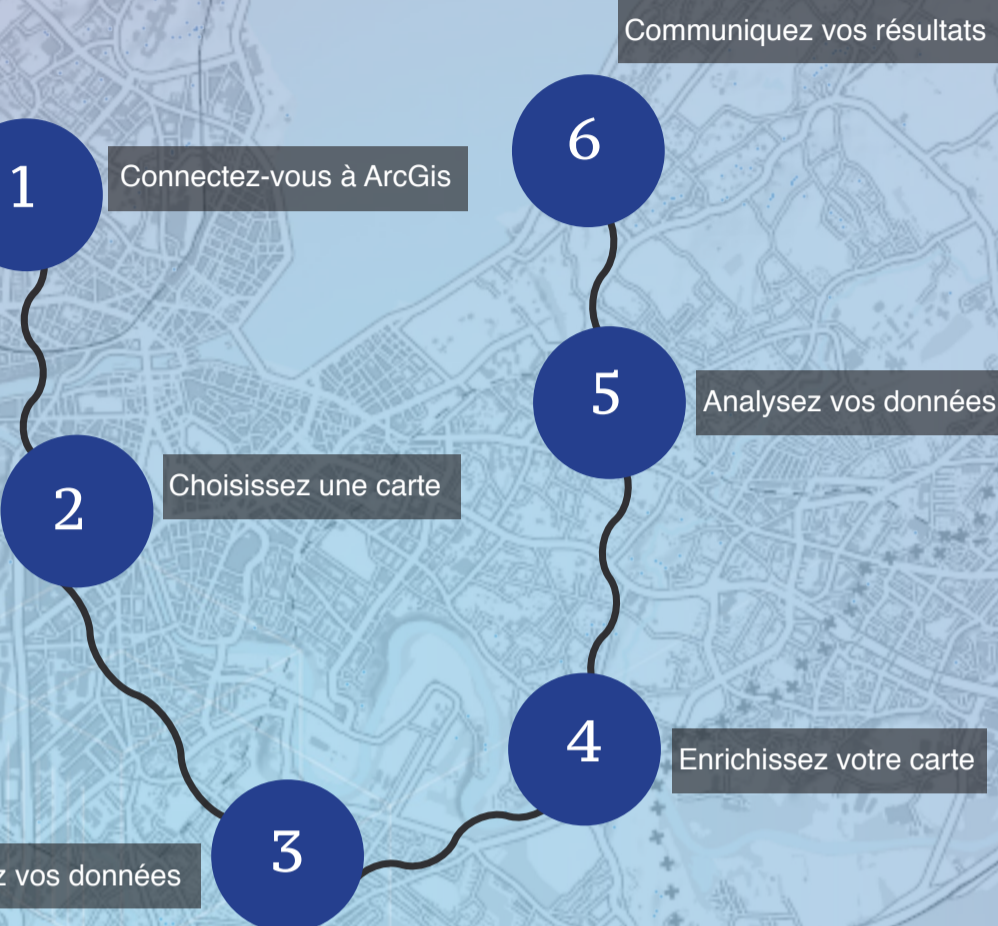 1
Connectez-vous à ArcGis
2
Choisissez une carte
3
z vos données
4
Enrichissez votre carte
5
Analysez vos données
6
Communiquez vos résultats